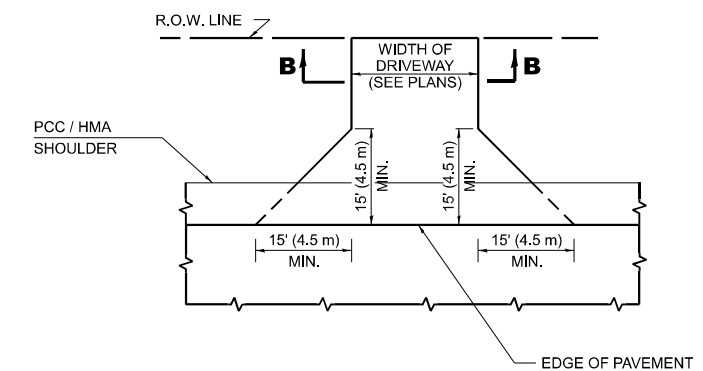 R.O.W. LINE
WIDTH OF
DRIVEWAY
(SEE PLANS)
B
B
PCC / HMA
SHOULDER
15' (4.5 m)
MIN.
15' (4.5 m)
MIN.
15' (4.5 m)
MIN.
15' (4.5 m)
MIN.
EDGE OF PAVEMENT